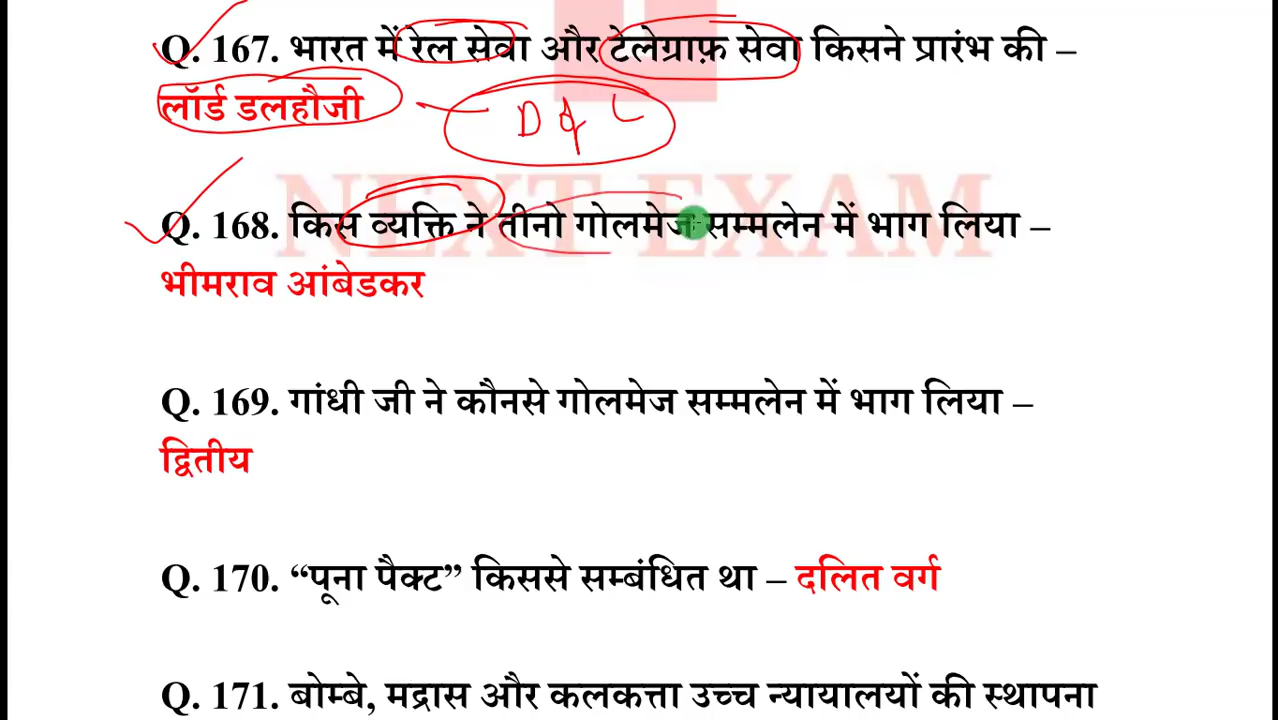 Q. 167. भारत में रेल सेवा और टेलेग्राफ़ सेवा किसने प्रारंभ की –
लॉर्ड डलहौजी
D of L
NEXT EXAM
Q. 168. किस व्यक्ति ने तीनो गोलमेज सम्मलेन में भाग लिया –
भीमराव आंबेडकर
Q. 169. गांधी जी ने कौनसे गोलमेज सम्मलेन में भाग लिया –
द्वितीय
Q. 170. “पूना पैक्ट” किससे सम्बंधित था – दलित वर्ग
Q. 171. बोम्बे, मद्रास और कलकत्ता उच्च न्यायालयों की स्थापना